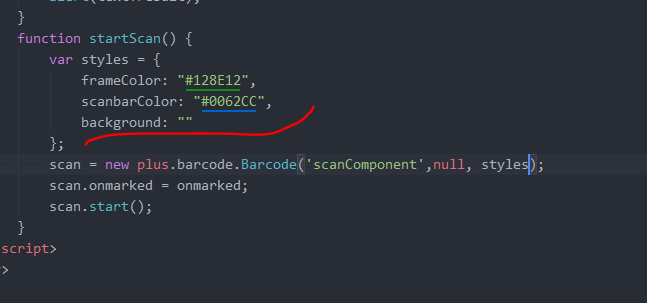 }
function startScan() {
var styles = {
frameColor: "#128E12",
scanbarColor: "#0062CC",
background: ""
};
scan = new plus.barcode.Barcode('scanComponent',null, styles);
scan.onmarked = onmarked;
scan.start();
}
script>
>